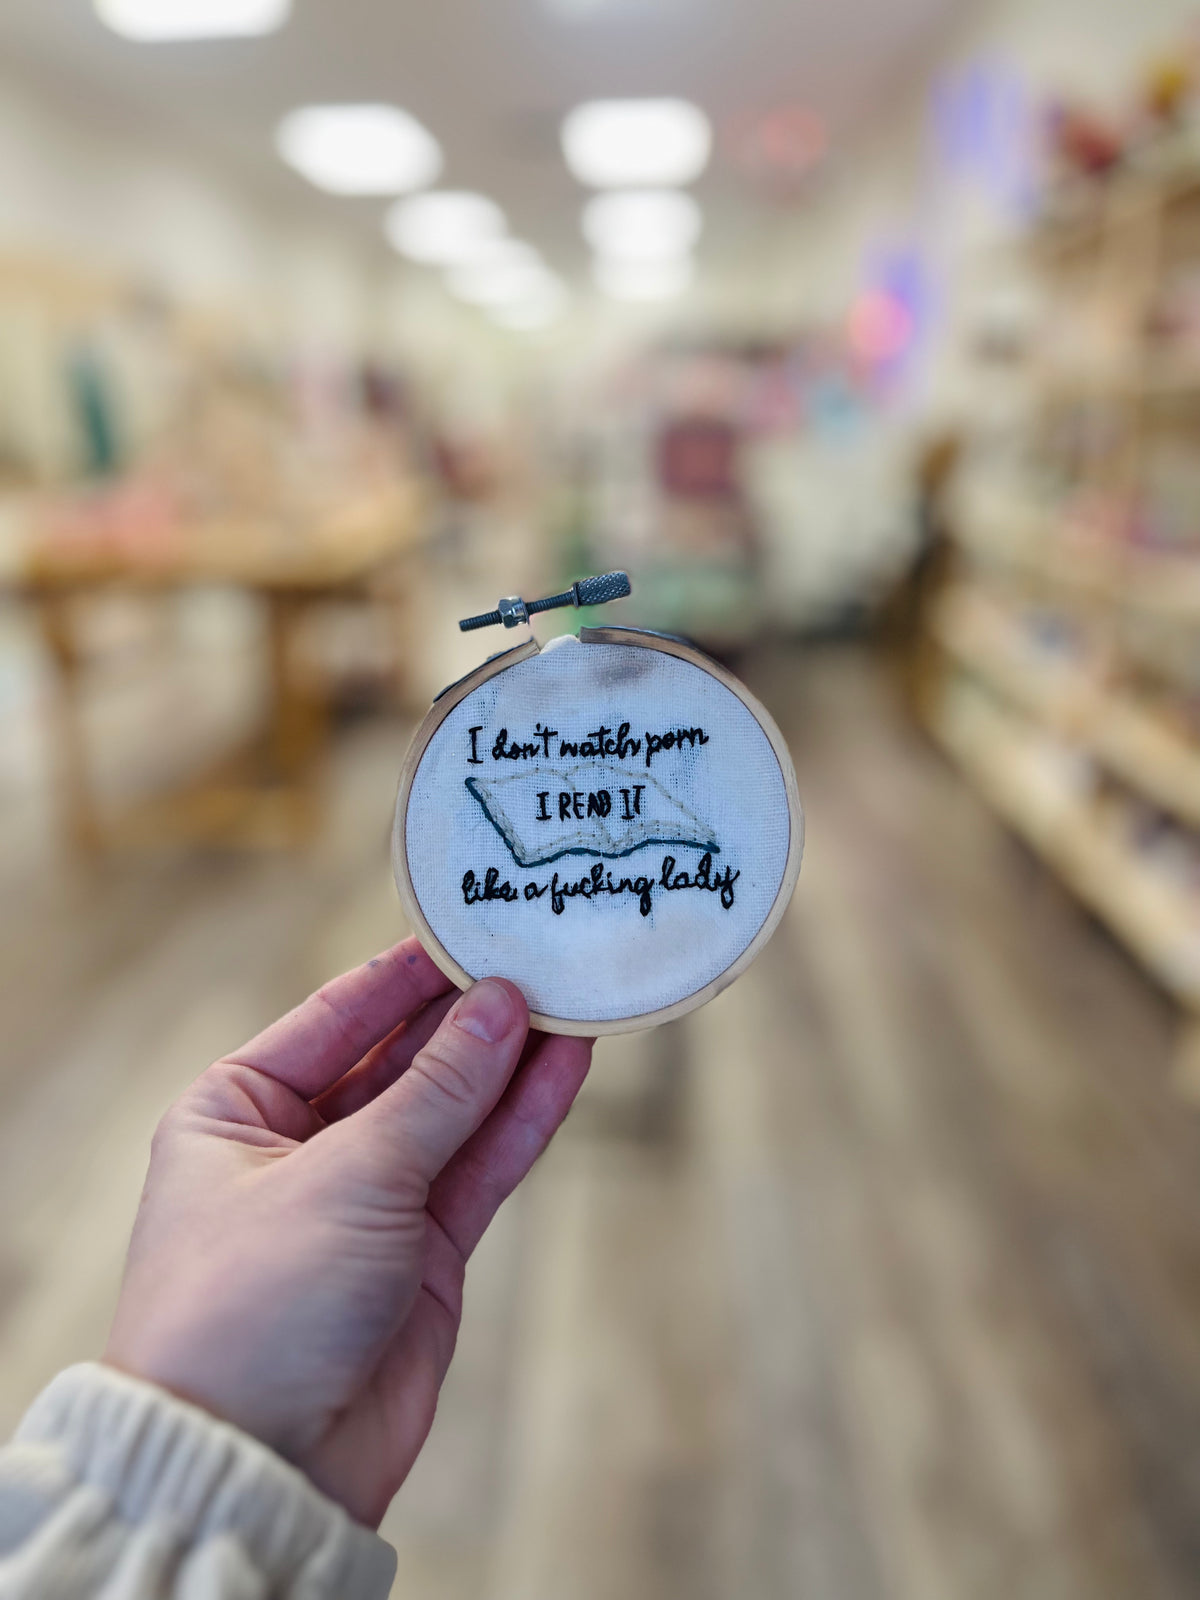 I don't watch porn
I READ IT
like a fucking lady